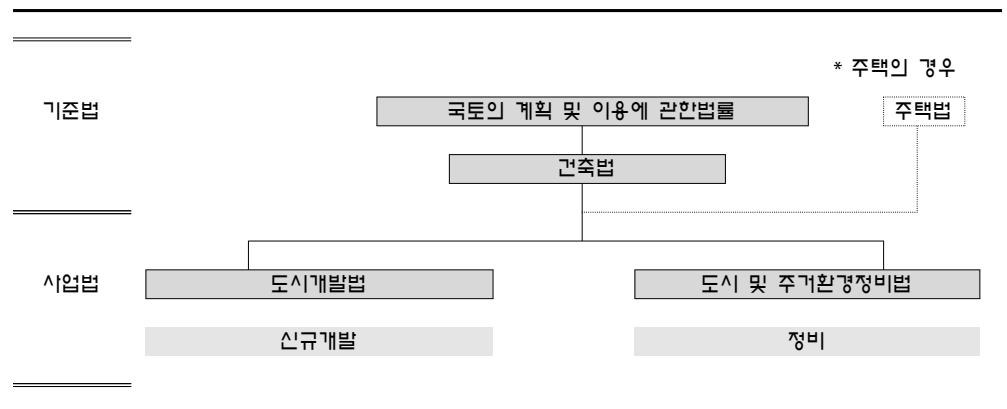 * 주택의 경우
기준법
국토의 계획 및 이용에 관한법률
주택법
건축법
사업법
도시개발법
도시 및 주거환경정비법
신규개발
정비